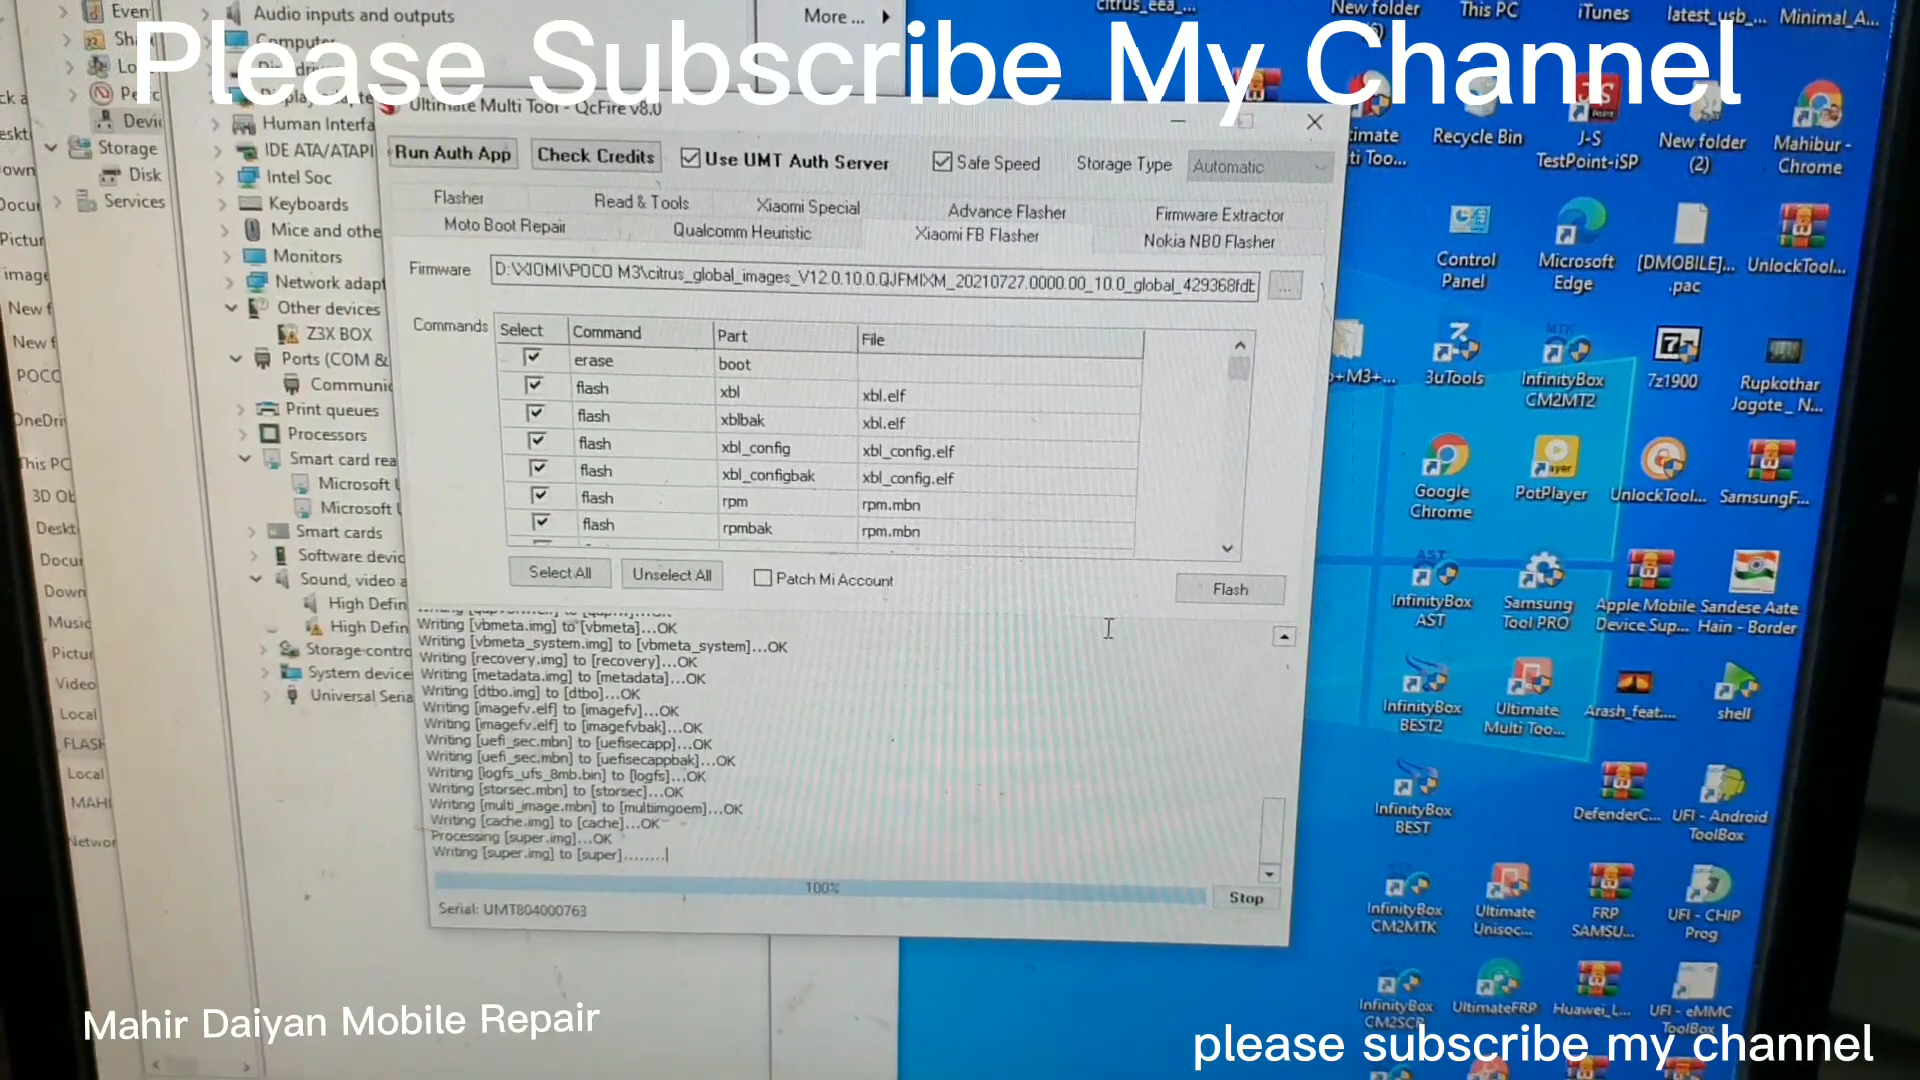 Please Subscribe My Channel
Ultimate Multi Tool - QcFire v8.0
Run Auth App
Check Credits
Use UMT Auth Server
Safe Speed
Storage Type
Automatic
Flasher
Read & Tools
Xiaomi Special
Advance Flasher
Firmware Extractor
Moto Boot Repair
Qualcomm Heuristic
Xiaomi FB Flasher
Nokia NB0 Flasher
Firmware
D:\XIOMI\POCO M3\citrus_global_images_V12.0.10.0.QJFMIXM_20210727.0000.00_10.0_global_429368fdt
...
Commands
Select Command Part File
erase boot
flash xbl xbl.elf
flash xblbak xbl.elf
flash xbl_config xbl_config.elf
flash xbl_configbak xbl_config.elf
flash rpm rpm.mbn
flash rpmbak rpm.mbn
Select All
Unselect All
Patch Mi Account
Flash
Writing [vbmeta.img] to [vbmeta]...OK
Writing [vbmeta_system.img] to [vbmeta_system]...OK
Writing [recovery.img] to [recovery]...OK
Writing [metadata.img] to [metadata]...OK
Writing [dtbo.img] to [dtbo]...OK
Writing [imagefv.elf] to [imagefv]...OK
Writing [imagefv.elf] to [imagefvbak]...OK
Writing [uefi_sec.mbn] to [uefisecapp]...OK
Writing [uefi_sec.mbn] to [uefisecappbak]...OK
Writing [logfs_ufs_8mb.bin] to [logfs]...OK
Writing [storsec.mbn] to [storsec]...OK
Writing [multi_image.mbn] to [multiimgoem]...OK
Writing [cache.img] to [cache]...OK
Processing [super.img]...OK
Writing [super.img] to [super]........
100%
Stop
Serial: UMT804000763
Storage
Disk
Services
Audio inputs and outputs
Computer
Human Interfa
IDE ATA/ATAPI
Intel Soc
Keyboards
Mice and othe
Monitors
Network adapt
Other devices
Z3X BOX
Ports (COM &
Communic
Print queues
Processors
Smart card rea
Microsoft
Microsoft
Smart cards
Software devic
Sound, video a
High Defin
High Defin
Storage contro
System device
Universal Seria
More ...
New folder
This PC
iTunes
latest_usb_...
Minimal_A...
Recycle Bin
J-S
TestPoint-iSP
New folder
(2)
Mahibur -
Chrome
Control
Panel
Microsoft
Edge
[DMOBILE]...
.pac
UnlockTool...
3uTools
InfinityBox
CM2MT2
7z1900
Rupkothar
Jogote_ N...
Google
Chrome
PotPlayer
UnlockTool...
SamsungF...
InfinityBox
AST
Samsung
Tool PRO
Apple Mobile
Device Sup...
Sandese Aate
Hain - Border
InfinityBox
BEST2
Ultimate
Multi Too...
Arash_feat....
shell
InfinityBox
BEST
DefenderC...
UFI - Android
ToolBox
InfinityBox
CM2MTK
Ultimate
Unisoc...
FRP
SAMSU...
UFI - CHIP
Prog
InfinityBox
CM2SCR
UltimateFRP
Huawei_L...
UFI - eMMC
ToolBox
Mahir Daiyan Mobile Repair
please subscribe my channel